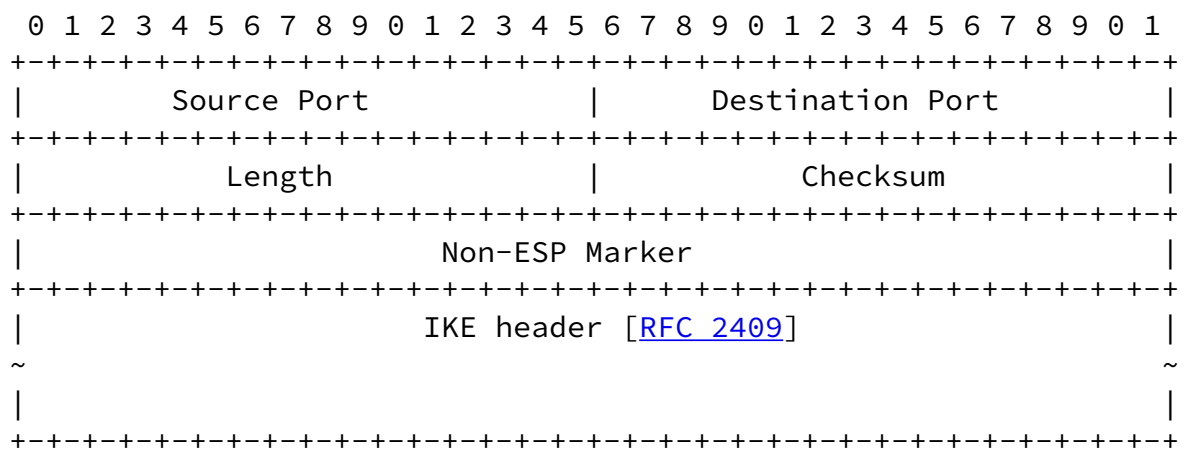 0 1 2 3 4 5 6 7 8 9 0 1 2 3 4 5 6 7 8 9 0 1 2 3 4 5 6 7 8 9 0 1
+-+-+-+-+-+-+-+-+-+-+-+-+-+-+-+-+-+-+-+-+-+-+-+-+-+-+-+-+-+-+-+-+
|        Source Port            |      Destination Port         |
+-+-+-+-+-+-+-+-+-+-+-+-+-+-+-+-+-+-+-+-+-+-+-+-+-+-+-+-+-+-+-+-+
|           Length              |           Checksum            |
+-+-+-+-+-+-+-+-+-+-+-+-+-+-+-+-+-+-+-+-+-+-+-+-+-+-+-+-+-+-+-+-+
|                       Non-ESP Marker                          |
+-+-+-+-+-+-+-+-+-+-+-+-+-+-+-+-+-+-+-+-+-+-+-+-+-+-+-+-+-+-+-+-+
|                      IKE header [RFC 2409]                    |
~                                                               ~
|                                                               |
+-+-+-+-+-+-+-+-+-+-+-+-+-+-+-+-+-+-+-+-+-+-+-+-+-+-+-+-+-+-+-+-+